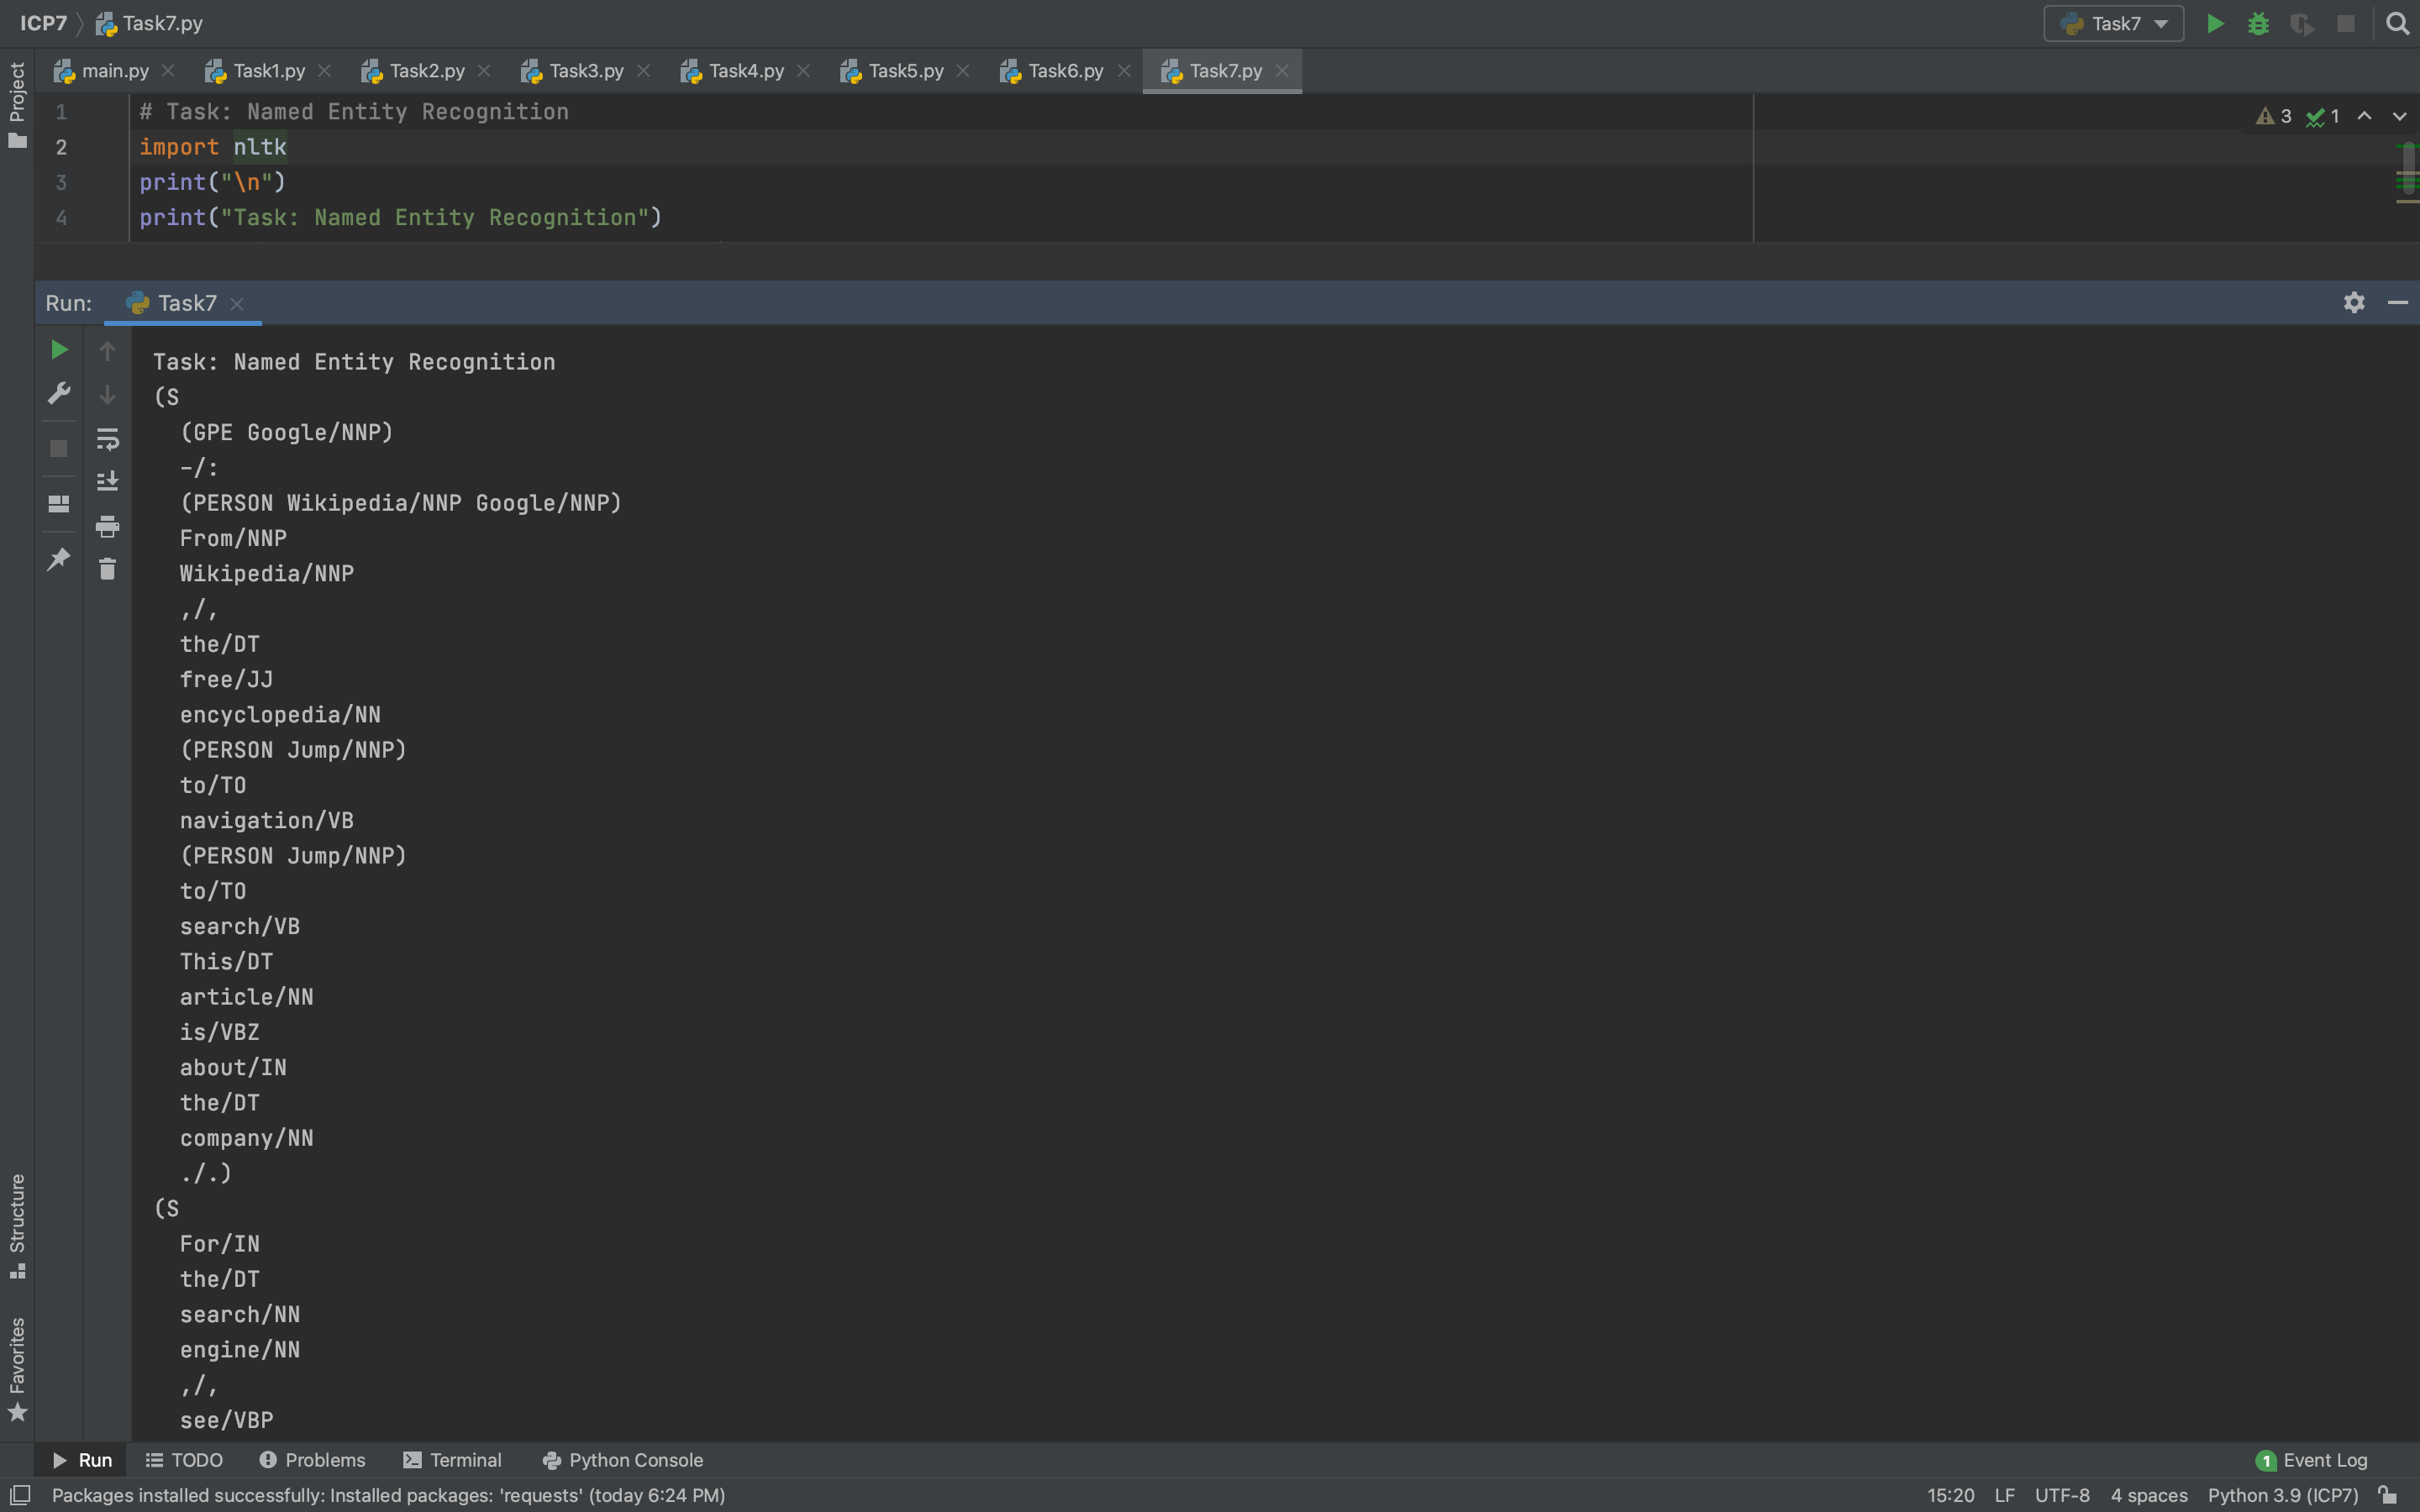 ICP7 Task7.py
Task7
main.py Task1.py Task2.py Task3.py Task4.py Task5.py Task6.py Task7.py
Project
1 # Task: Named Entity Recognition
3 1
2 import nltk
3 print("\n")
4 print("Task: Named Entity Recognition")
Run: Task7
Task: Named Entity Recognition
(S
(GPE Google/NNP)
-/:
(PERSON Wikipedia/NNP Google/NNP)
From/NNP
Wikipedia/NNP
,/,
the/DT
free/JJ
encyclopedia/NN
(PERSON Jump/NNP)
to/TO
navigation/VB
(PERSON Jump/NNP)
to/TO
search/VB
This/DT
article/NN
is/VBZ
about/IN
the/DT
company/NN
./.)
(S
For/IN
the/DT
search/NN
engine/NN
,/,
see/VBP
Structure
Favorites
Run TODO Problems Terminal Python Console 1 Event Log
Packages installed successfully: Installed packages: 'requests' (today 6:24 PM) 15:20 LF UTF-8 4 spaces Python 3.9 (ICP7)